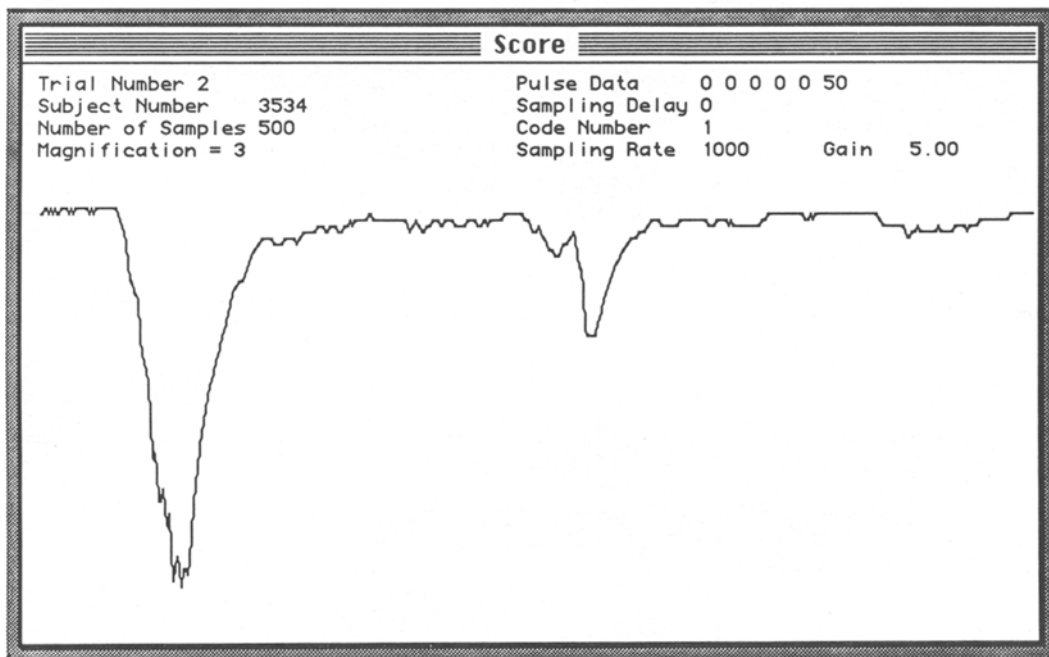 Score
Trial Number 2
Subject Number 3534
Number of Samples 500
Magnification = 3
Pulse Data 0 0 0 0 0 50
Sampling Delay 0
Code Number 1
Sampling Rate 1000 Gain 5.00